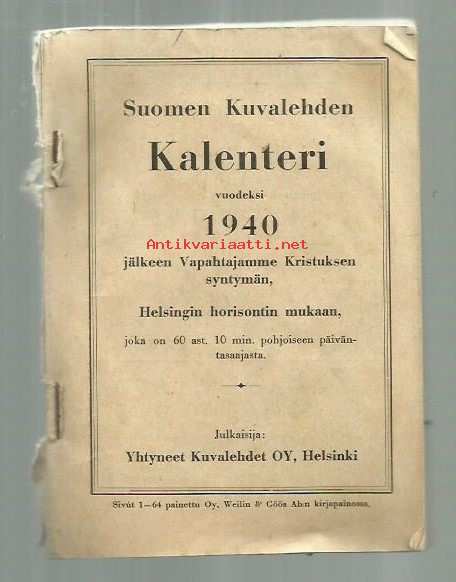 Suomen Kuvalehden
Kalenteri
vuodeksi
1940
Antikvariaatti.net
jälkeen Vapahtajamme Kristuksen
syntymän,
Helsingin horisontin mukaan,
joka on 60 ast. 10 min. pohjoiseen päivän-
tasaajasta.
Julkaisija:
Yhtyneet Kuvalehdet OY, Helsinki
Sivut 1—64 painettu Oy, Weilin & Göös Ab:n kirjapainossa.